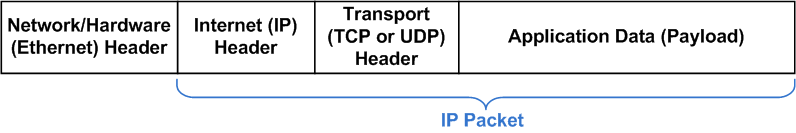 Network/Hardware
(Ethernet) Header
Internet (IP)
Header
Transport
(TCP or UDP)
Header
Application Data (Payload)
IP Packet